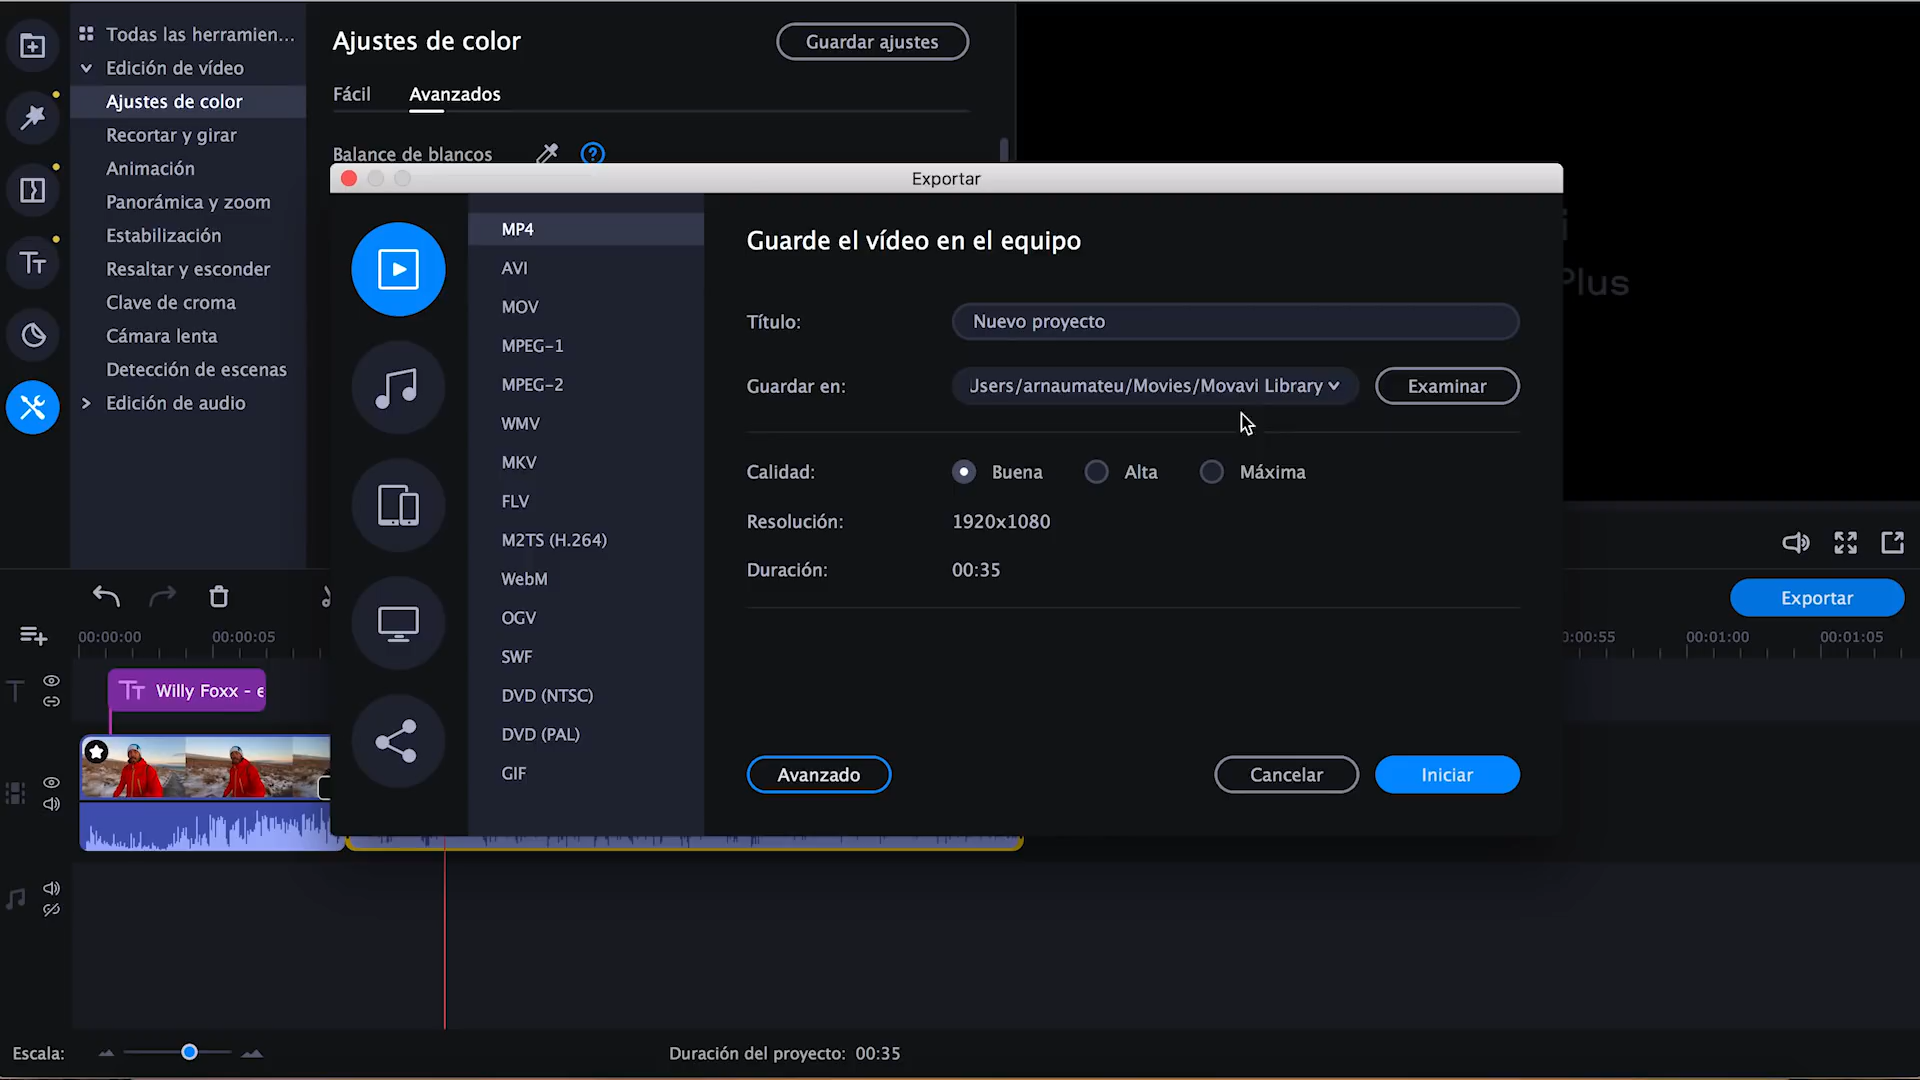 Todas las herramien...
Edición de vídeo
Ajustes de color
Recortar y girar
Animación
Panorámica y zoom
Estabilización
Resaltar y esconder
Clave de croma
Cámara lenta
Detección de escenas
Edición de audio
Ajustes de color
Guardar ajustes
Fácil
Avanzados
Balance de blancos
Exportar
MP4
AVI
MOV
MPEG-1
MPEG-2
WMV
MKV
FLV
M2TS (H.264)
WebM
OGV
SWF
DVD (NTSC)
DVD (PAL)
GIF
Guarde el vídeo en el equipo
Título: Nuevo proyecto
Guardar en: Users/arnaumateu/Movies/Movavi Library Examinar
Calidad: Buena Alta Máxima
Resolución: 1920x1080
Duración: 00:35
Avanzado Cancelar Iniciar
Plus
Exportar
00:00:00 00:00:05 0:00:55 00:01:00 00:01:05
Willy Foxx - e
Escala:
Duración del proyecto: 00:35